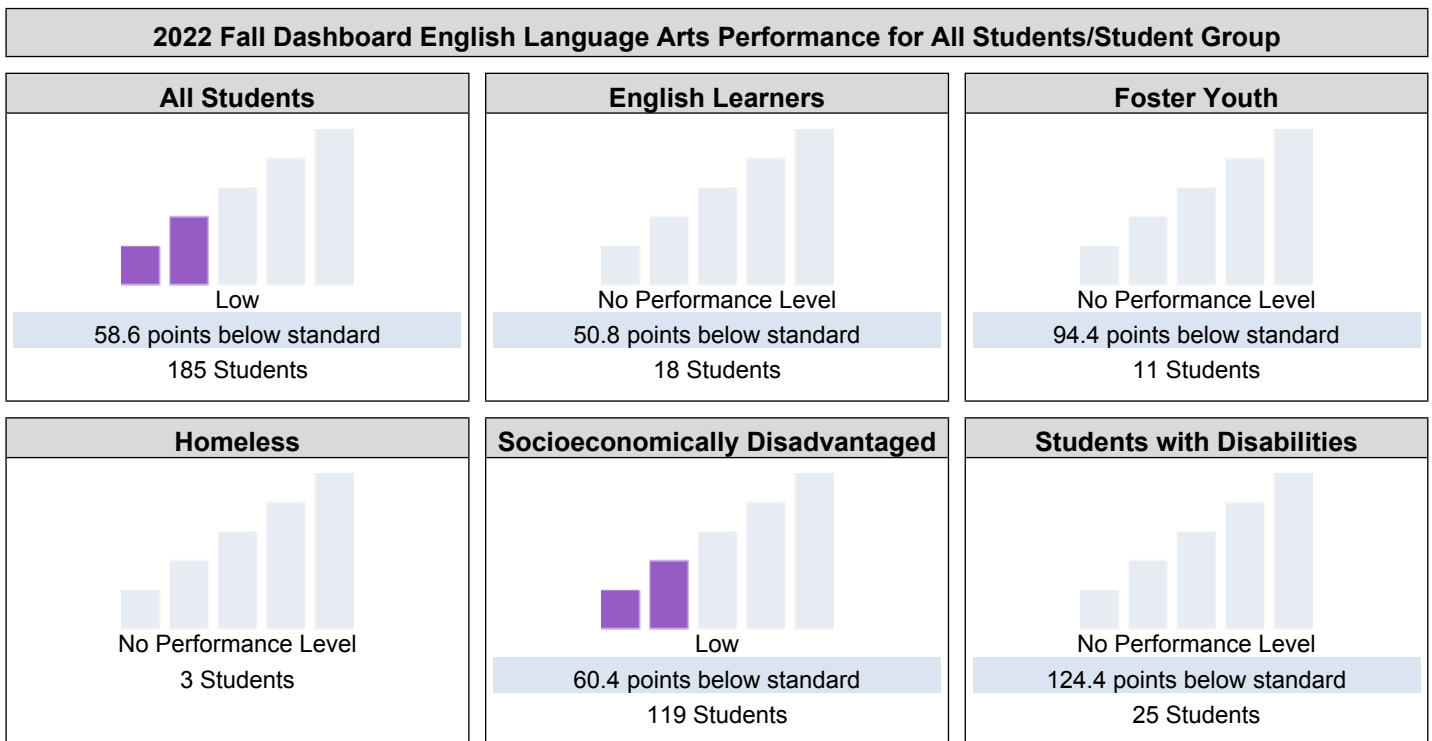 2022 Fall Dashboard English Language Arts Performance for All Students/Student Group
All Students
Low
58.6 points below standard
185 Students
English Learners
No Performance Level
50.8 points below standard
18 Students
Foster Youth
No Performance Level
94.4 points below standard
11 Students
Homeless
No Performance Level
3 Students
Socioeconomically Disadvantaged
Low
60.4 points below standard
119 Students
Students with Disabilities
No Performance Level
124.4 points below standard
25 Students